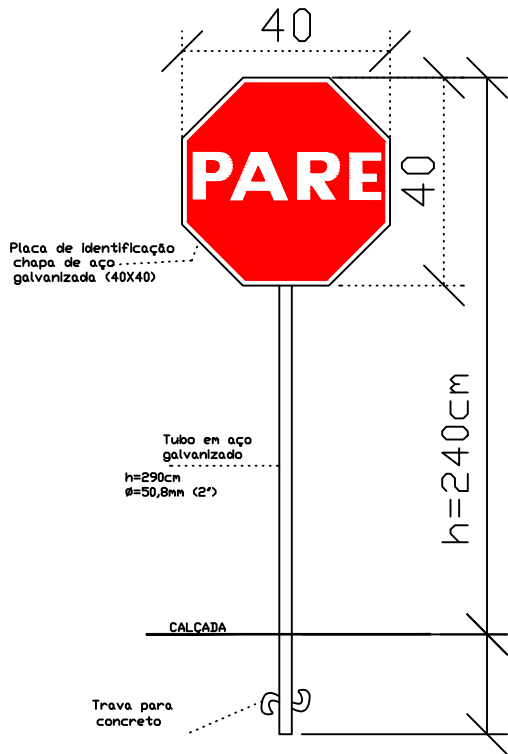 40
PARE
40
Placa de identificação
chapa de aço
galvanizada (40X40)
h=240cm
Tubo em aço
galvanizado
h=290cm
Ø=50,8mm (2")
CALÇADA
Trava para
concreto